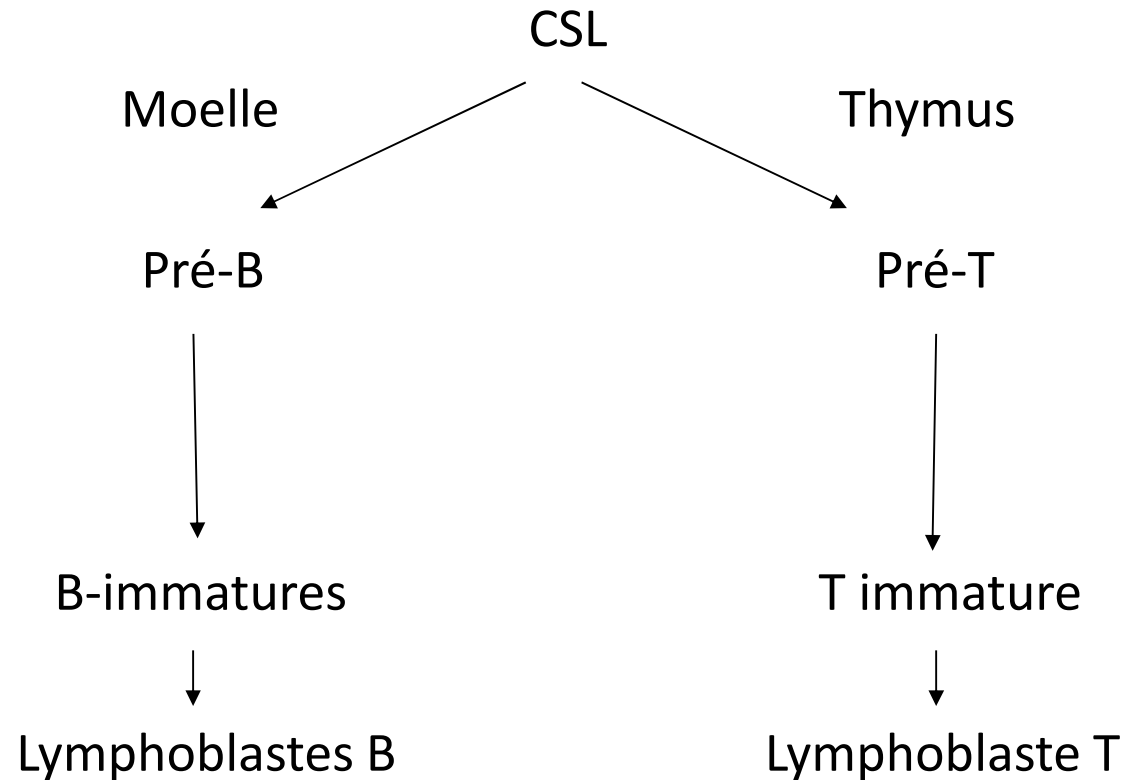 CSL
Moelle
Thymus
Pré-B
Pré-T
B-immatures
T immature
Lymphoblastes B
Lymphoblaste T